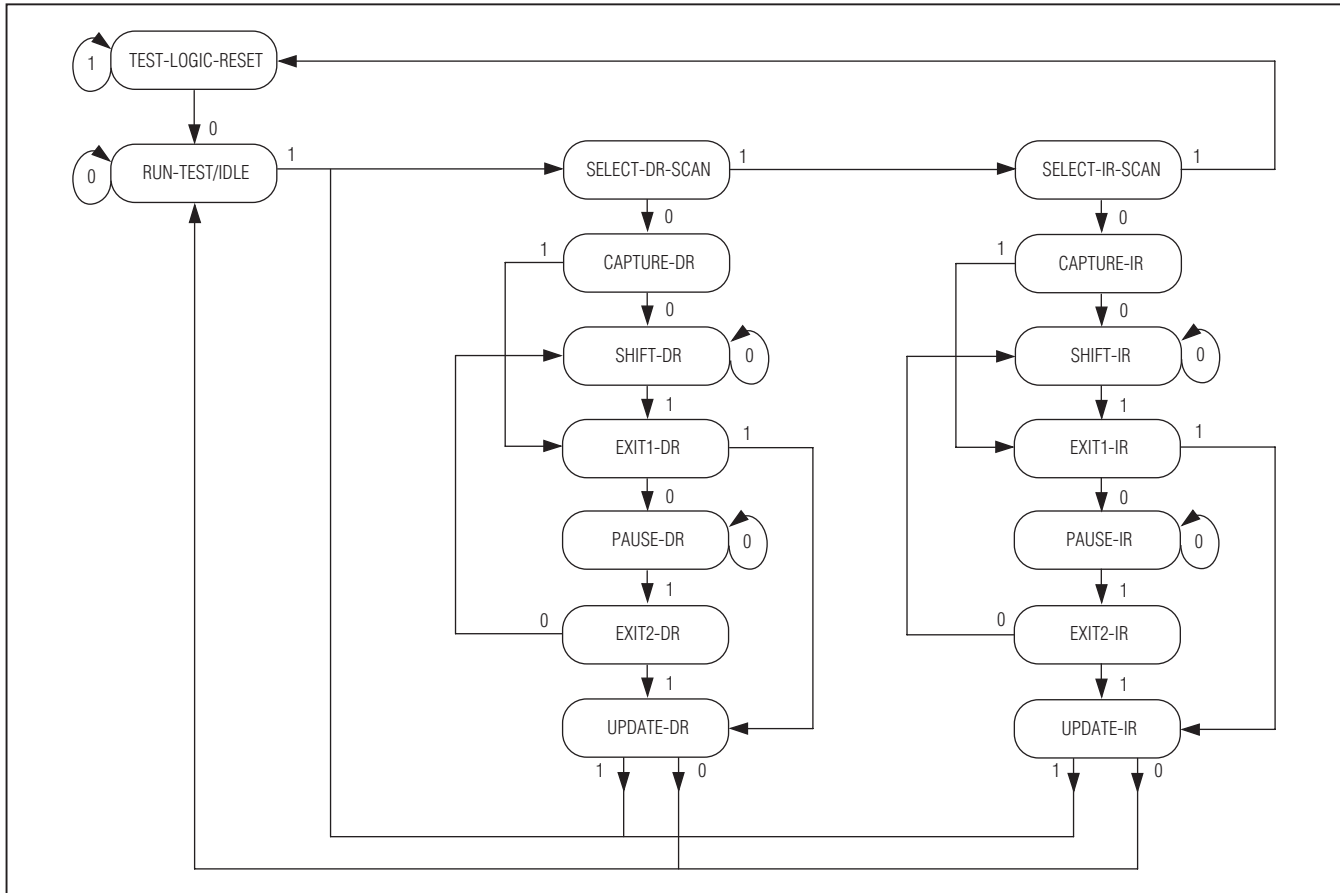 TEST-LOGIC-RESET
1
0
RUN-TEST/IDLE
0
1
SELECT-DR-SCAN
1
0
CAPTURE-DR
1
0
SHIFT-DR
0
1
EXIT1-DR
1
0
PAUSE-DR
0
1
EXIT2-DR
0
1
UPDATE-DR
1
0
SELECT-IR-SCAN
1
0
CAPTURE-IR
1
0
SHIFT-IR
0
1
EXIT1-IR
1
0
PAUSE-IR
0
1
EXIT2-IR
0
1
UPDATE-IR
1
0